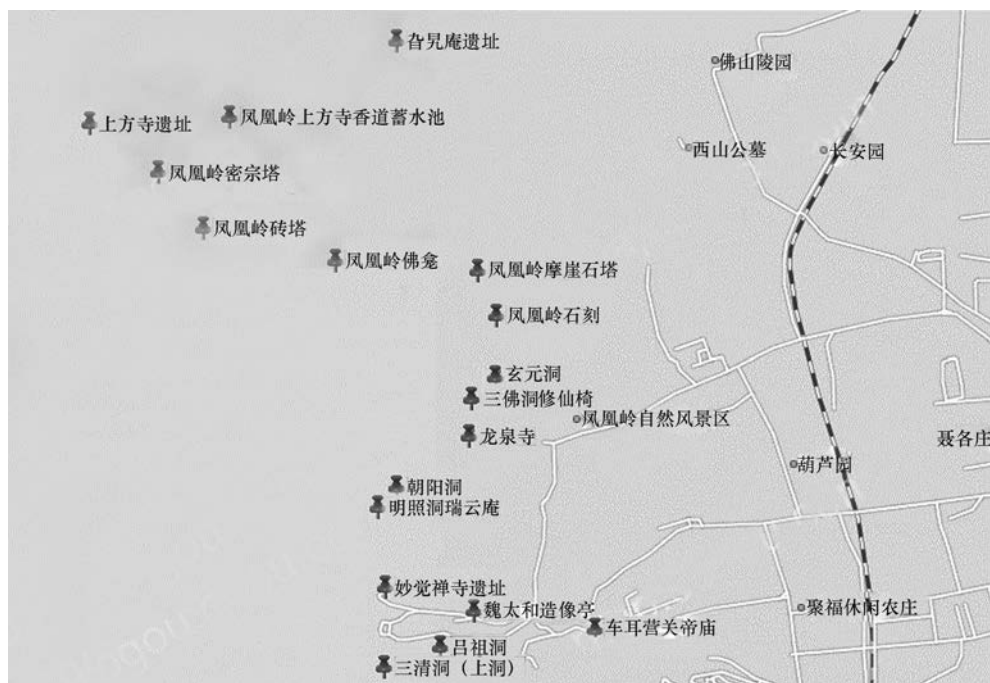 旮旯庵遗址
佛山陵园
凤凰岭上方寺香道蓄水池
上方寺遗址
西山公墓
长安园
凤凰岭密宗塔
凤凰岭砖塔
凤凰岭佛龛
凤凰岭摩崖石塔
凤凰岭石刻
玄元洞
三佛洞修仙椅
凤凰岭自然风景区
龙泉寺
聂各庄
葫芦园
朝阳洞
明照洞瑞云庵
妙觉禅寺遗址
魏太和造像亭
聚福休闲农庄
车耳营关帝庙
吕祖洞
三清洞（上洞）